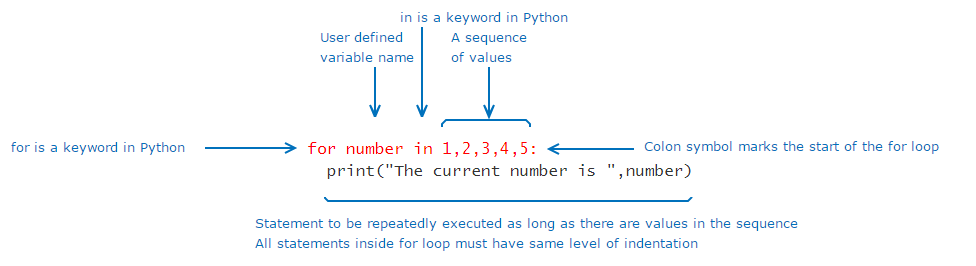 in is a keyword in Python
User defined
variable name
A sequence
of values
for is a keyword in Python
for number in 1,2,3,4,5:
Colon symbol marks the start of the for loop
print("The current number is ",number)
Statement to be repeatedly executed as long as there are values in the sequence
All statements inside for loop must have same level of indentation